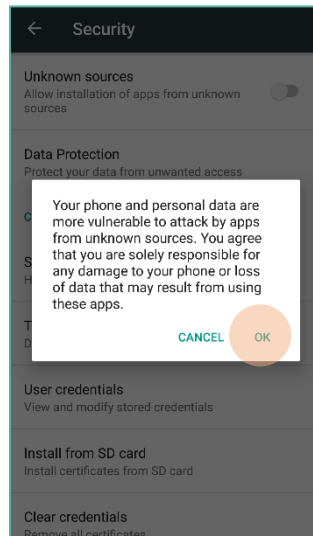 Security
Unknown sources
Allow installation of apps from unknown
sources
Data Protection
Protect your data from unwanted access
Your phone and personal data are
more vulnerable to attack by apps
from unknown sources. You agree
that you are solely responsible for
any damage to your phone or loss
of data that may result from using
these apps.
CANCEL OK
User credentials
View and modify stored credentials
Install from SD card
Install certificates from SD card
Clear credentials
Remove all certificates